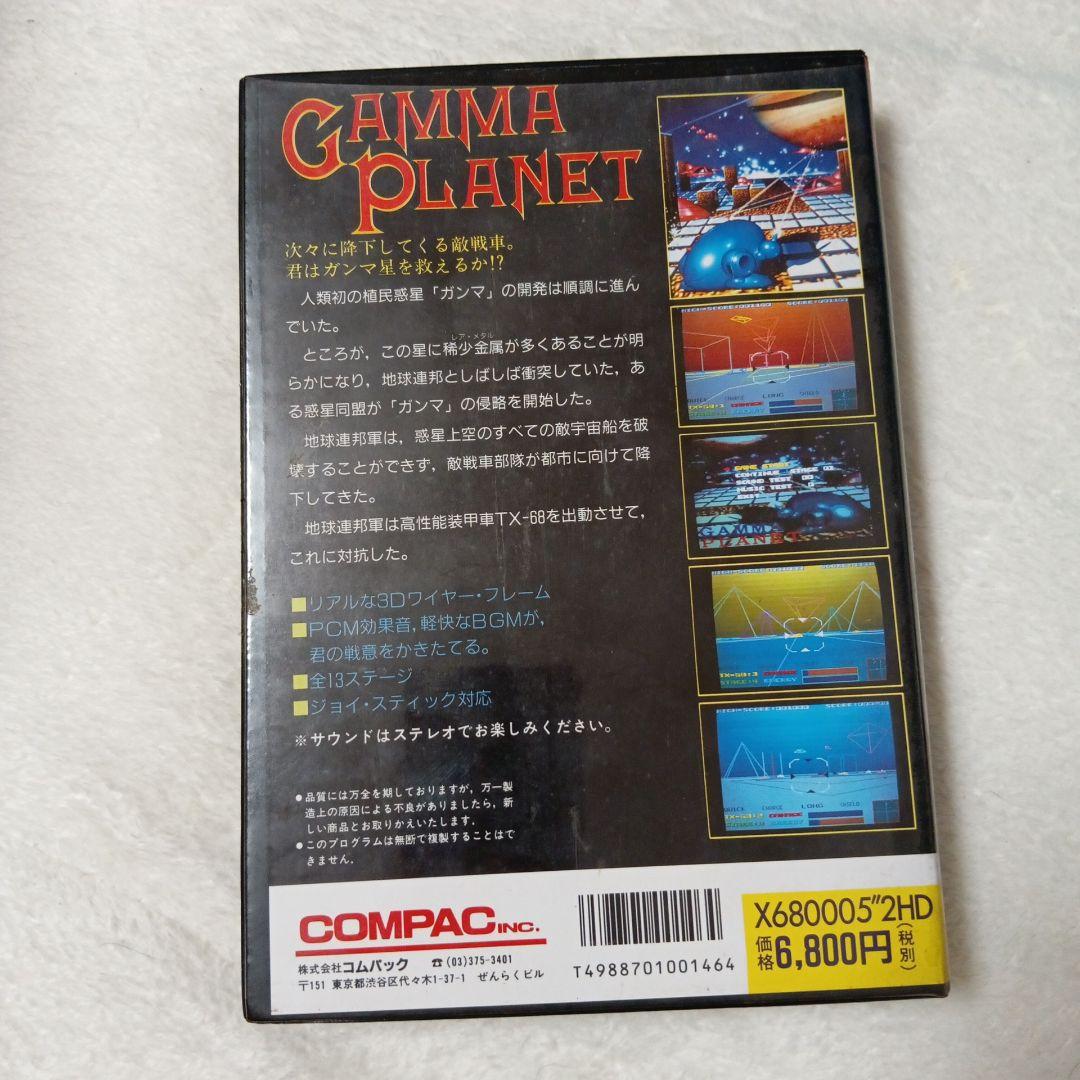 GAMMA
PLANET
次々に降下してくる敵戦車。
君はガンマ星を救えるか!?
人類初の植民惑星「ガンマ」の開発は順調に進ん
でいた。
レア・メタル
ところが，この星に稀少金属が多くあることが明
らかになり，地球連邦としばしば衝突していた，あ
る惑星同盟が「ガンマ」の侵略を開始した。
地球連邦軍は，惑星上空のすべての敵宇宙船を破
壊することができず，敵戦車部隊が都市に向けて降
下してきた。
地球連邦軍は高性能装甲車TX-68を出動させて，
これに対抗した。
■リアルな3Dワイヤー・フレーム
■PCM効果音，軽快なBGMが，
君の戦意をかきたてる。
■全13ステージ
■ジョイ・スティック対応
※サウンドはステレオでお楽しみください。
●品質には万全を期しておりますが，万一製
造上の原因による不良がありましたら，新
しい商品とお取りかえいたします。
●このプログラムは無断で複製することはで
きません。
GAME START
CONTINUE STAGE 02
SOUND TEST 00
MUSIC TEST 0
EXIT
GAMMA
PLANET
QUICK CHARGE LONG SHIELD
COMPAC INC.
株式会社コムパック ☎(03)375-3401
〒151 東京都渋谷区代々木1-37-1 ぜんらくビル
T4988701001464
X68000 5″2HD
価格 6,800円(税別)